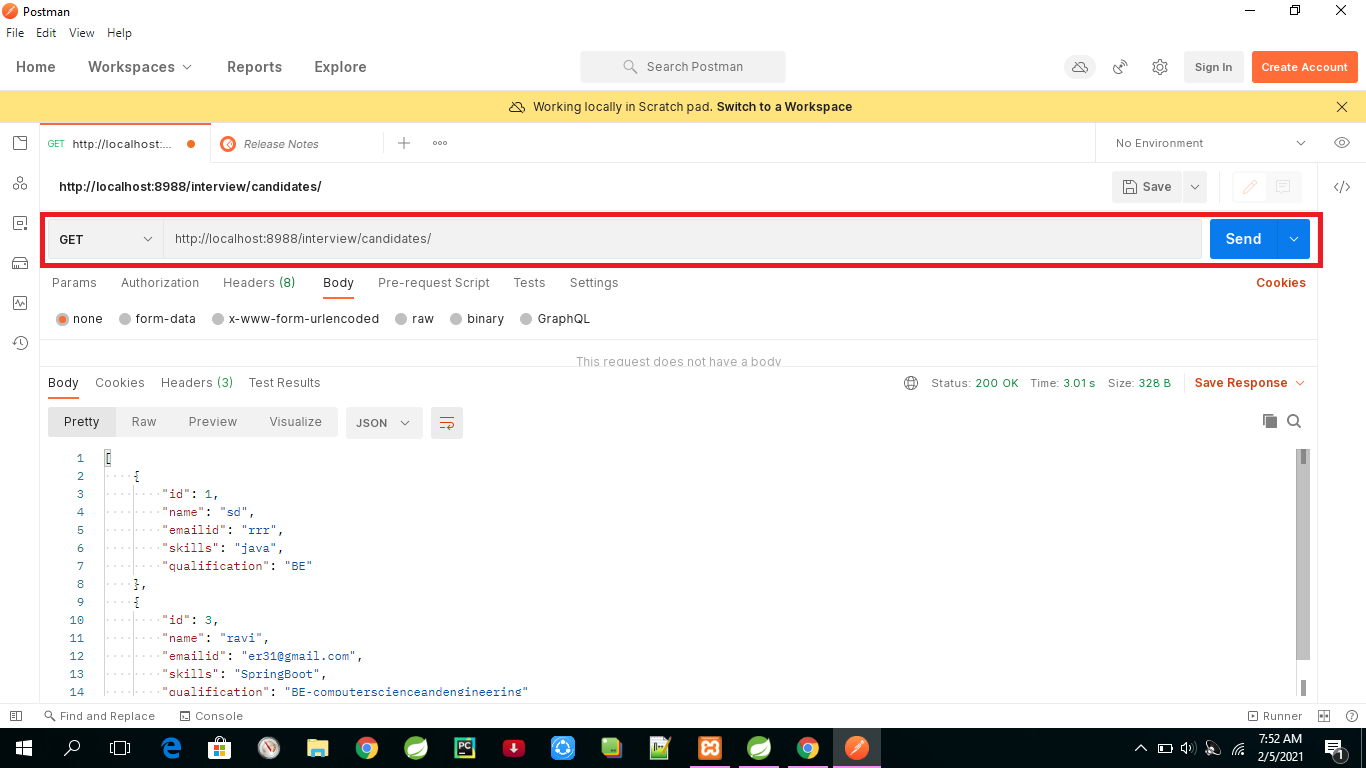 Postman
File Edit View Help
Home Workspaces Reports Explore Search Postman Sign In Create Account
Working locally in Scratch pad. Switch to a Workspace
GET http://localhost:... Release Notes No Environment
http://localhost:8988/interview/candidates/ Save
GET http://localhost:8988/interview/candidates/ Send
Params Authorization Headers (8) Body Pre-request Script Tests Settings Cookies
none form-data x-www-form-urlencoded raw binary GraphQL
This request does not have a body
Body Cookies Headers (3) Test Results Status: 200 OK Time: 3.01 s Size: 328 B Save Response
Pretty Raw Preview Visualize JSON
1 [
2 {
3 "id": 1,
4 "name": "sd",
5 "emailid": "rrr",
6 "skills": "java",
7 "qualification": "BE"
8 },
9 {
10 "id": 3,
11 "name": "ravi",
12 "emailid": "er31@gmail.com",
13 "skills": "SpringBoot",
14 "qualification": "BE-computerscienceandengineering"
Find and Replace Console Runner
PC
7:52 AM
2/5/2021
1